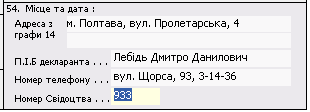 54. Місце та дата :
Адреса з м. Полтава, вул. Пролетарська, 4
графи 14
П.І.Б декларанта . . Лебідь Дмитро Данилович
Номер телефону . . . вул. Щорса, 93, 3-14-36
Номер Свідоцтва . . 933